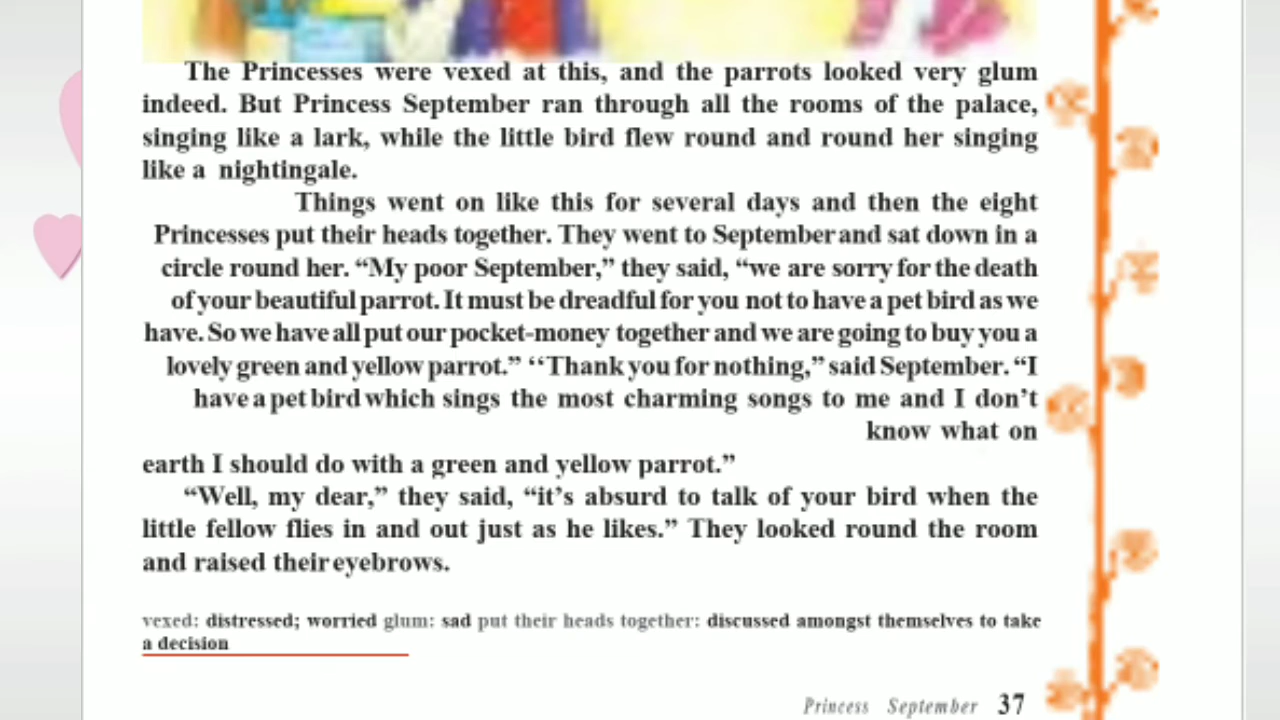 The Princesses were vexed at this, and the parrots looked very glum
indeed. But Princess September ran through all the rooms of the palace,
singing like a lark, while the little bird flew round and round her singing
like a nightingale.
Things went on like this for several days and then the eight
Princesses put their heads together. They went to September and sat down in a
circle round her. “My poor September,” they said, “we are sorry for the death
of your beautiful parrot. It must be dreadful for you not to have a pet bird as we
have. So we have all put our pocket-money together and we are going to buy you a
lovely green and yellow parrot.” ‘‘Thank you for nothing,” said September. “I
have a pet bird which sings the most charming songs to me and I don’t
know what on
earth I should do with a green and yellow parrot.”
“Well, my dear,” they said, “it’s absurd to talk of your bird when the
little fellow flies in and out just as he likes.” They looked round the room
and raised their eyebrows.
vexed: distressed; worried glum: sad put their heads together: discussed amongst themselves to take
a decision
Princess September 37